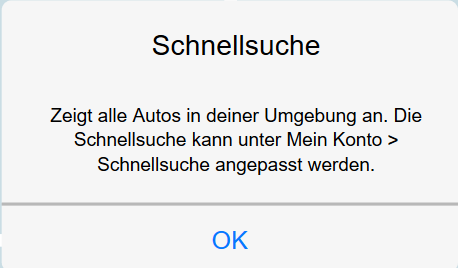 Schnellsuche
Zeigt alle Autos in deiner Umgebung an. Die
Schnellsuche kann unter Mein Konto >
Schnellsuche angepasst werden.
OK